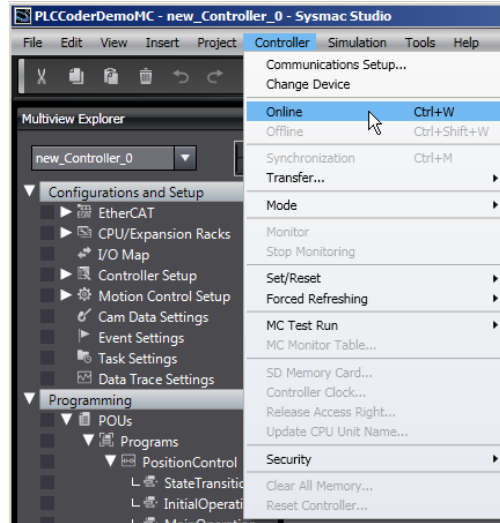 PLCCoderDemoMC - new_Controller_0 - Sysmac Studio
File Edit View Insert Project Controller Simulation Tools Help
Communications Setup...
Change Device
Multiview Explorer
Online Ctrl+W
Offline Ctrl+Shift+W
new_Controller_0
Synchronization Ctrl+M
Transfer...
Configurations and Setup
EtherCAT
CPU/Expansion Racks
I/O Map
Controller Setup
Motion Control Setup
Cam Data Settings
Event Settings
Task Settings
Data Trace Settings
Programming
POUs
Programs
PositionControl
StateTransitic
InitialOperati
MainOperation
Mode
Monitor
Stop Monitoring
Set/Reset
Forced Refreshing
MC Test Run
MC Monitor Table...
SD Memory Card...
Controller Clock...
Release Access Right...
Update CPU Unit Name...
Security
Clear All Memory...
Reset Controller...